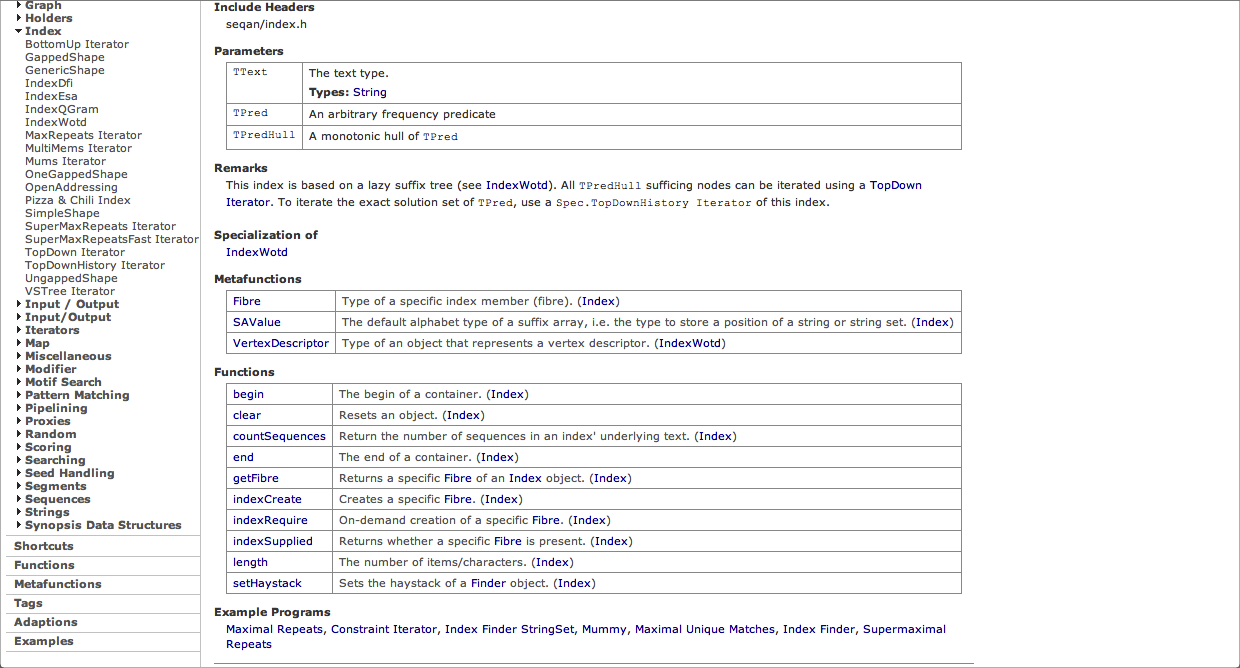 Graph
Holders
Index
BottomUp Iterator
GappedShape
GenericShape
IndexDfi
IndexEsa
IndexQGram
IndexWotd
MaxRepeats Iterator
MultiMems Iterator
Mums Iterator
OneGappedShape
OpenAddressing
Pizza & Chili Index
SimpleShape
SuperMaxRepeats Iterator
SuperMaxRepeatsFast Iterator
TopDown Iterator
TopDownHistory Iterator
UngappedShape
VSTree Iterator
Input / Output
Input/Output
Iterators
Map
Miscellaneous
Modifier
Motif Search
Pattern Matching
Pipelining
Proxies
Random
Scoring
Searching
Seed Handling
Segments
Sequences
Strings
Synopsis Data Structures
Shortcuts
Functions
Metafunctions
Tags
Adaptions
Examples
Include Headers
seqan/index.h
Parameters
TText The text type.
Types: String
TPred An arbitrary frequency predicate
TPredHull A monotonic hull of TPred
Remarks
This index is based on a lazy suffix tree (see IndexWotd). All TPredHull sufficing nodes can be iterated using a TopDown
Iterator. To iterate the exact solution set of TPred, use a Spec.TopDownHistory Iterator of this index.
Specialization of
IndexWotd
Metafunctions
Fibre Type of a specific index member (fibre). (Index)
SAValue The default alphabet type of a suffix array, i.e. the type to store a position of a string or string set. (Index)
VertexDescriptor Type of an object that represents a vertex descriptor. (IndexWotd)
Functions
begin The begin of a container. (Index)
clear Resets an object. (Index)
countSequences Return the number of sequences in an index' underlying text. (Index)
end The end of a container. (Index)
getFibre Returns a specific Fibre of an Index object. (Index)
indexCreate Creates a specific Fibre. (Index)
indexRequire On-demand creation of a specific Fibre. (Index)
indexSupplied Returns whether a specific Fibre is present. (Index)
length The number of items/characters. (Index)
setHaystack Sets the haystack of a Finder object. (Index)
Example Programs
Maximal Repeats, Constraint Iterator, Index Finder StringSet, Mummy, Maximal Unique Matches, Index Finder, Supermaximal
Repeats